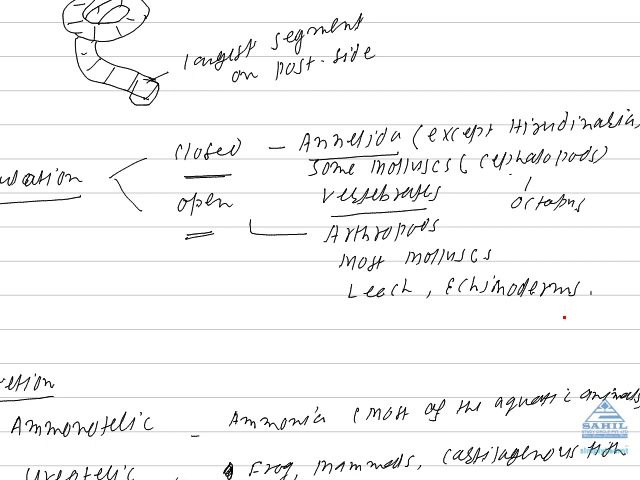 largest segment
on post. side
closed - Annelida (except Hirudinaria,
some molluscs (cephalopods)
open vertebrates octopus
Arthropods
most molluscs
Leech, Echinoderms.
Ammonotelic - Ammonia (most of the aquatic animals
Frog, mammals, cartilaginous fish
SAHIL